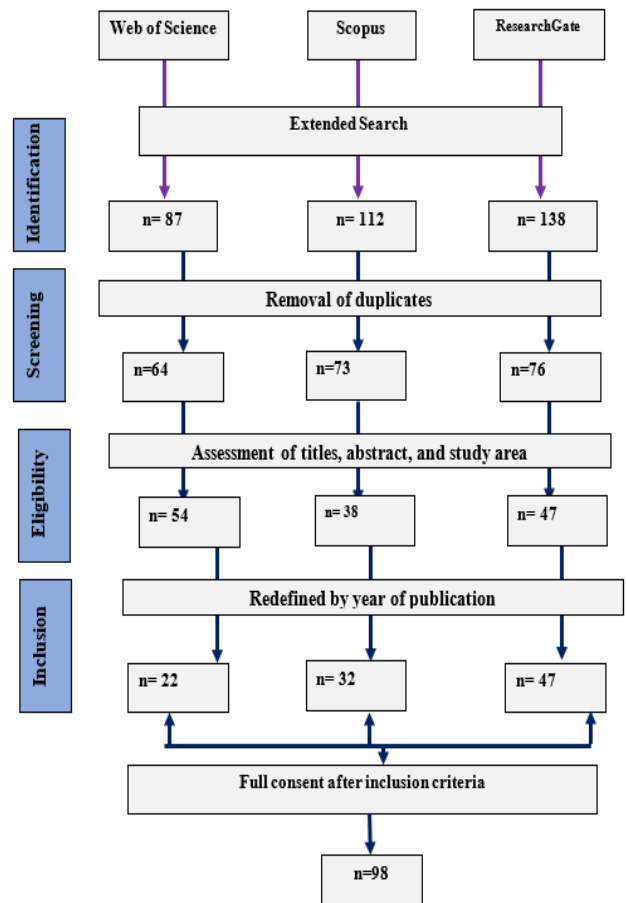 Web of Science
Scopus
ResearchGate
Extended Search
Identification
n= 87
n= 112
n= 138
Removal of duplicates
Screening
n=64
n=73
n=76
Assessment of titles, abstract, and study area
Eligibility
n= 54
n= 38
n= 47
Redefined by year of publication
Inclusion
n= 22
n= 32
n= 47
Full consent after inclusion criteria
n=98